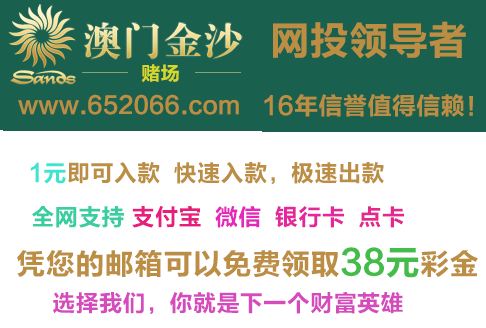 澳门金沙 网投领导者
Sands 赌场
www.652066.com 16年信誉值得信赖!
1元即可入款 快速入款，极速出款
全网支持 支付宝 微信 银行卡 点卡
凭您的邮箱可以免费领取38元彩金
选择我们，你就是下一个财富英雄